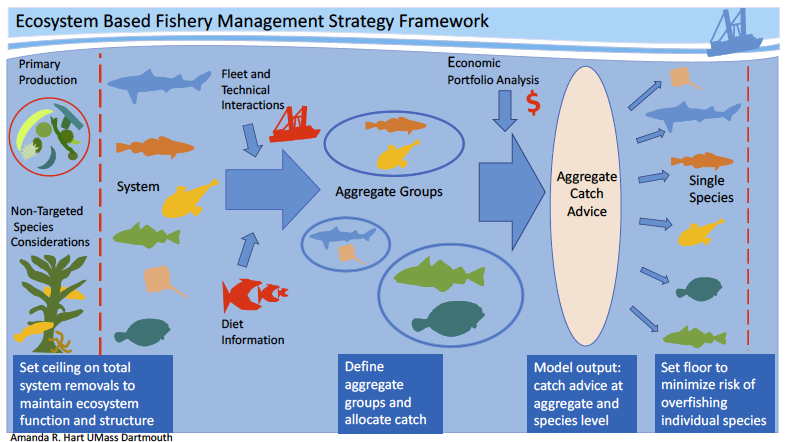 Ecosystem Based Fishery Management Strategy Framework
Primary
Production
Non-Targeted
Species
Considerations
System
Fleet and
Technical
Interactions
Diet
Information
Aggregate Groups
Economic
Portfolio Analysis
$
Aggregate
Catch
Advice
Single
Species
Set ceiling on total
system removals to
maintain ecosystem
function and structure
Define
aggregate
groups and
allocate catch
Model output:
catch advice at
aggregate and
species level
Set floor to
minimize risk of
overfishing
individual species
Amanda R. Hart UMass Dartmouth